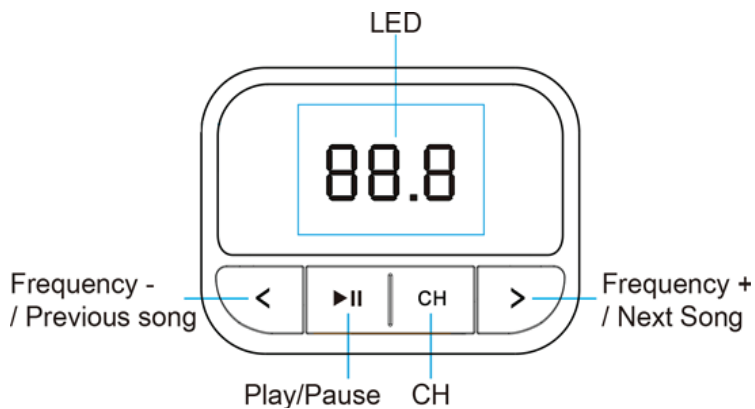 LED
88.8
Frequency -
/ Previous song
<
▶II
CH
>
Frequency +
/ Next Song
Play/Pause
CH